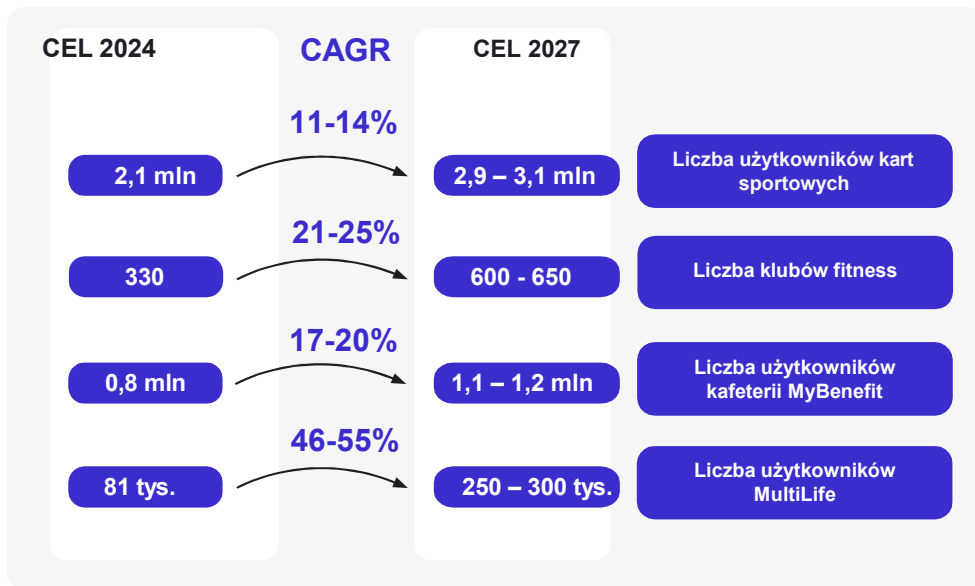 CEL 2024
CAGR
CEL 2027
11-14%
2,1 mln
2,9 – 3,1 mln
Liczba użytkowników kart
sportowych
21-25%
330
600 - 650
Liczba klubów fitness
17-20%
0,8 mln
1,1 – 1,2 mln
Liczba użytkowników
kafeterii MyBenefit
46-55%
81 tys.
250 – 300 tys.
Liczba użytkowników
MultiLife